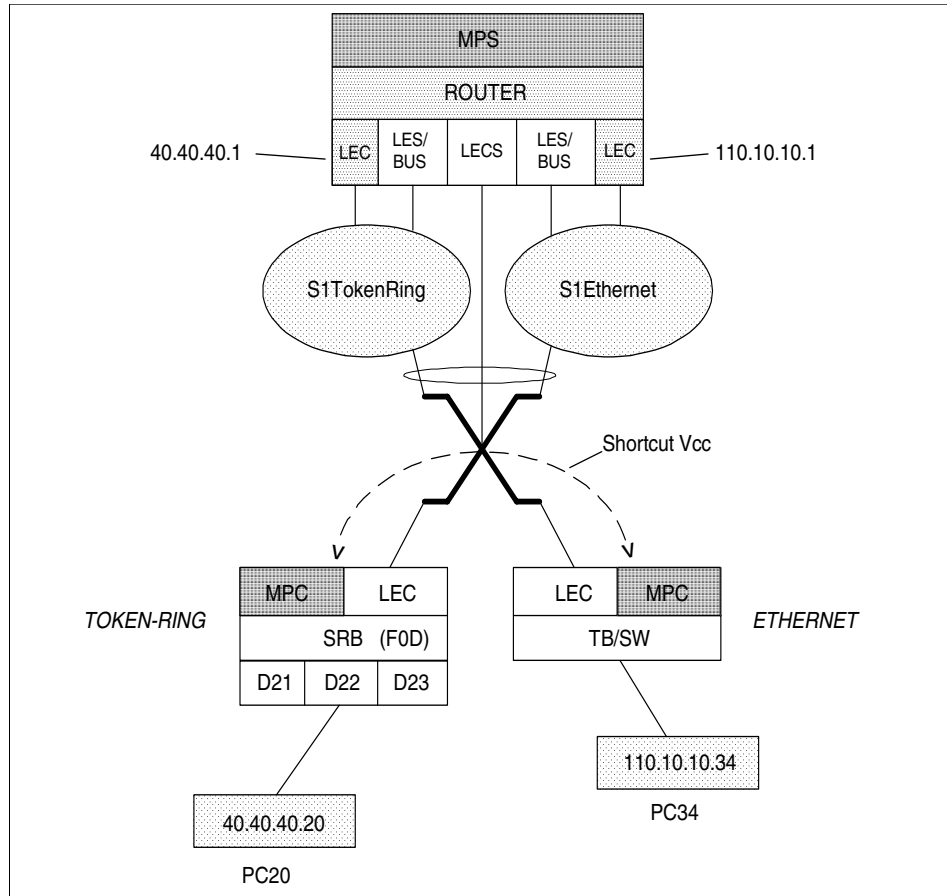 MPS
ROUTER
40.40.40.1
LEC
LES/
BUS
LECS
LES/
BUS
LEC
110.10.10.1
S1TokenRing
S1Ethernet
Shortcut Vcc
v
v
TOKEN-RING
MPC
LEC
LEC
MPC
ETHERNET
SRB (F0D)
TB/SW
D21
D22
D23
110.10.10.34
PC34
40.40.40.20
PC20